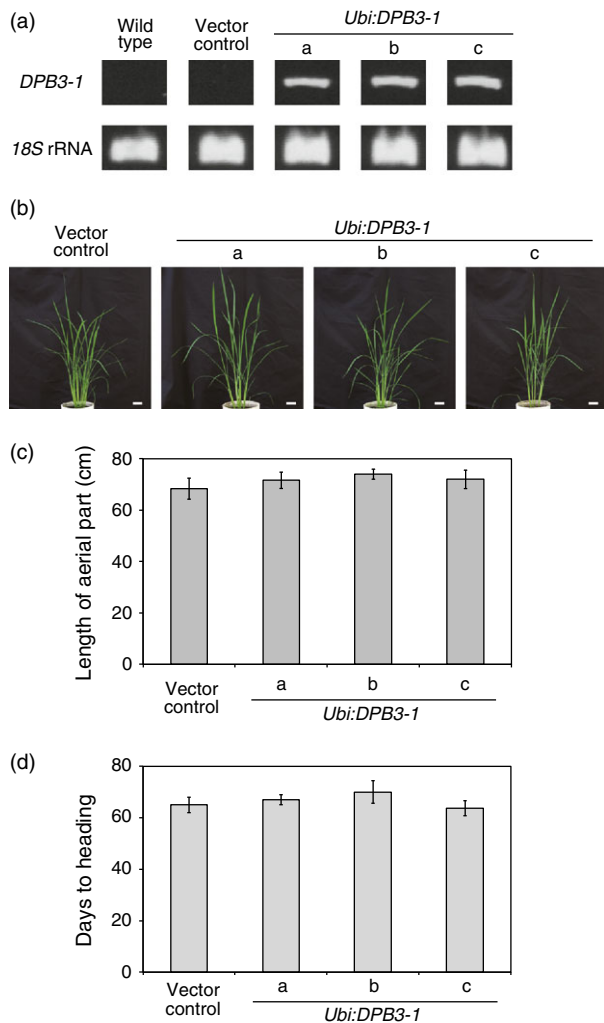 (a)
Wild type
Vector control
Ubi:DPB3-1
a b c
DPB3-1
18S rRNA
(b)
Vector control
Ubi:DPB3-1
a b c
(c)
Length of aerial part (cm)
80
60
40
20
0
Vector control
a b c
Ubi:DPB3-1
(d)
Days to heading
80
60
40
20
0
Vector control
a b c
Ubi:DPB3-1